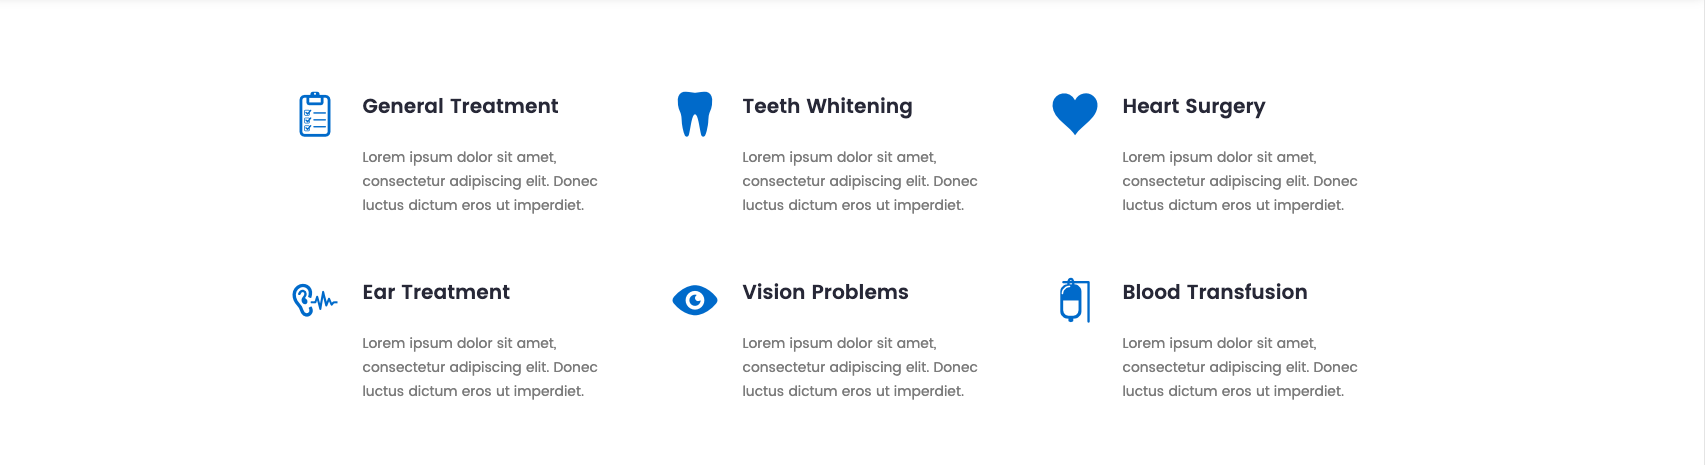 General Treatment
Lorem ipsum dolor sit amet,
consectetur adipiscing elit. Donec
luctus dictum eros ut imperdiet.
Teeth Whitening
Lorem ipsum dolor sit amet,
consectetur adipiscing elit. Donec
luctus dictum eros ut imperdiet.
Heart Surgery
Lorem ipsum dolor sit amet,
consectetur adipiscing elit. Donec
luctus dictum eros ut imperdiet.
Ear Treatment
Lorem ipsum dolor sit amet,
consectetur adipiscing elit. Donec
luctus dictum eros ut imperdiet.
Vision Problems
Lorem ipsum dolor sit amet,
consectetur adipiscing elit. Donec
luctus dictum eros ut imperdiet.
Blood Transfusion
Lorem ipsum dolor sit amet,
consectetur adipiscing elit. Donec
luctus dictum eros ut imperdiet.